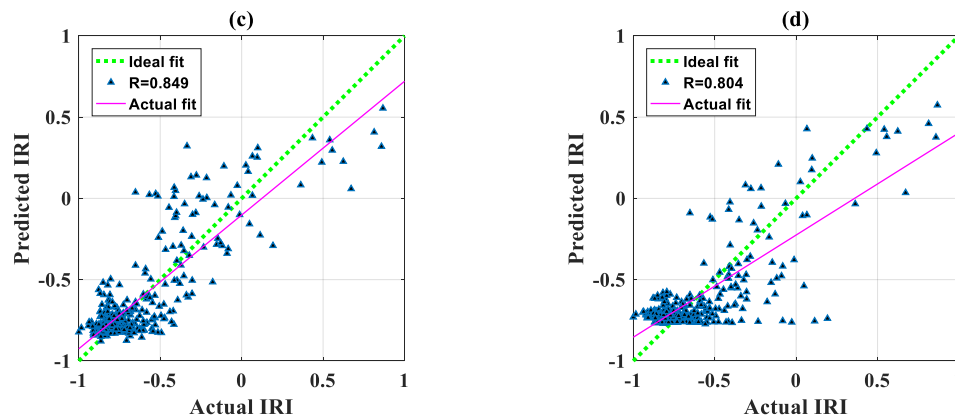 (c)
1
0.5
0
-0.5
-1
Predicted IRI
Ideal fit
R=0.849
Actual fit
-1 -0.5 0 0.5 1
Actual IRI
(d)
1
0.5
0
-0.5
-1
Predicted IRI
Ideal fit
R=0.804
Actual fit
-1 -0.5 0 0.5
Actual IRI